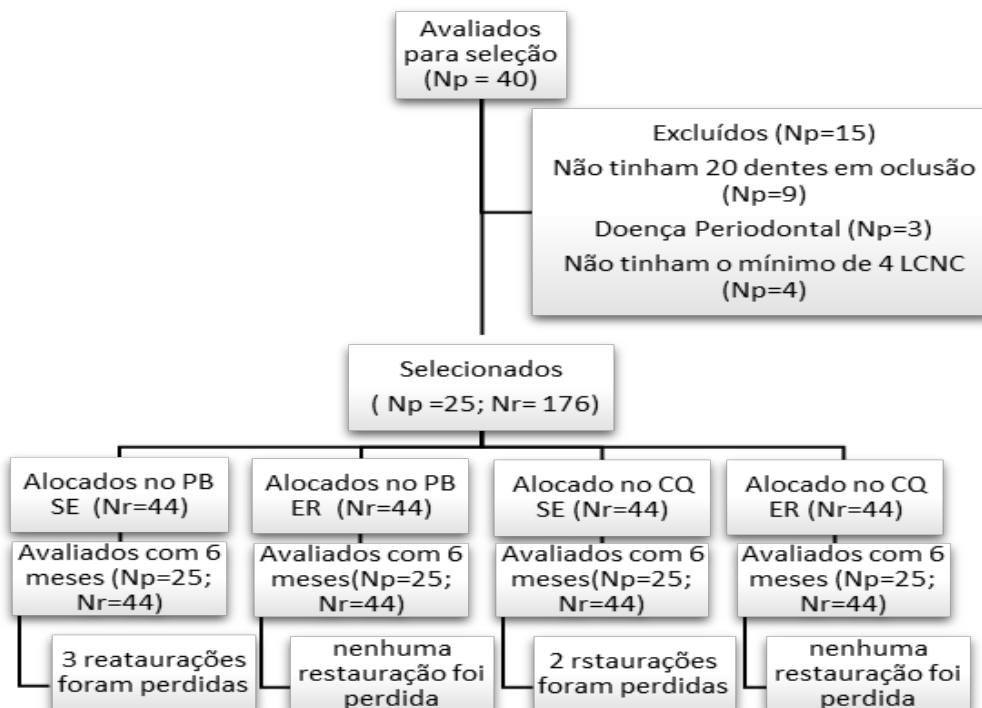 Avaliados
para seleção
(Np = 40)
Excluídos (Np=15)
Não tinham 20 dentes em oclusão
(Np=9)
Doença Periodontal (Np=3)
Não tinham o mínimo de 4 LCNC
(Np=4)
Selecionados
( Np =25; Nr= 176)
Alocados no PB
SE (Nr=44)
Alocados no PB
ER (Nr=44)
Alocado no CQ
SE (Nr=44)
Alocado no CQ
ER (Nr=44)
Avaliados com 6
meses (Np=25;
Nr=44)
Avaliados com 6
meses(Np=25;
Nr=44)
Avaliados com 6
meses(Np=25;
Nr=44)
Avaliados com 6
meses (Np=25;
Nr=44)
3 reataurações
foram perdidas
nenhuma
restauração foi
perdida
2 rstaurações
foram perdidas
nenhuma
restauração foi
perdida